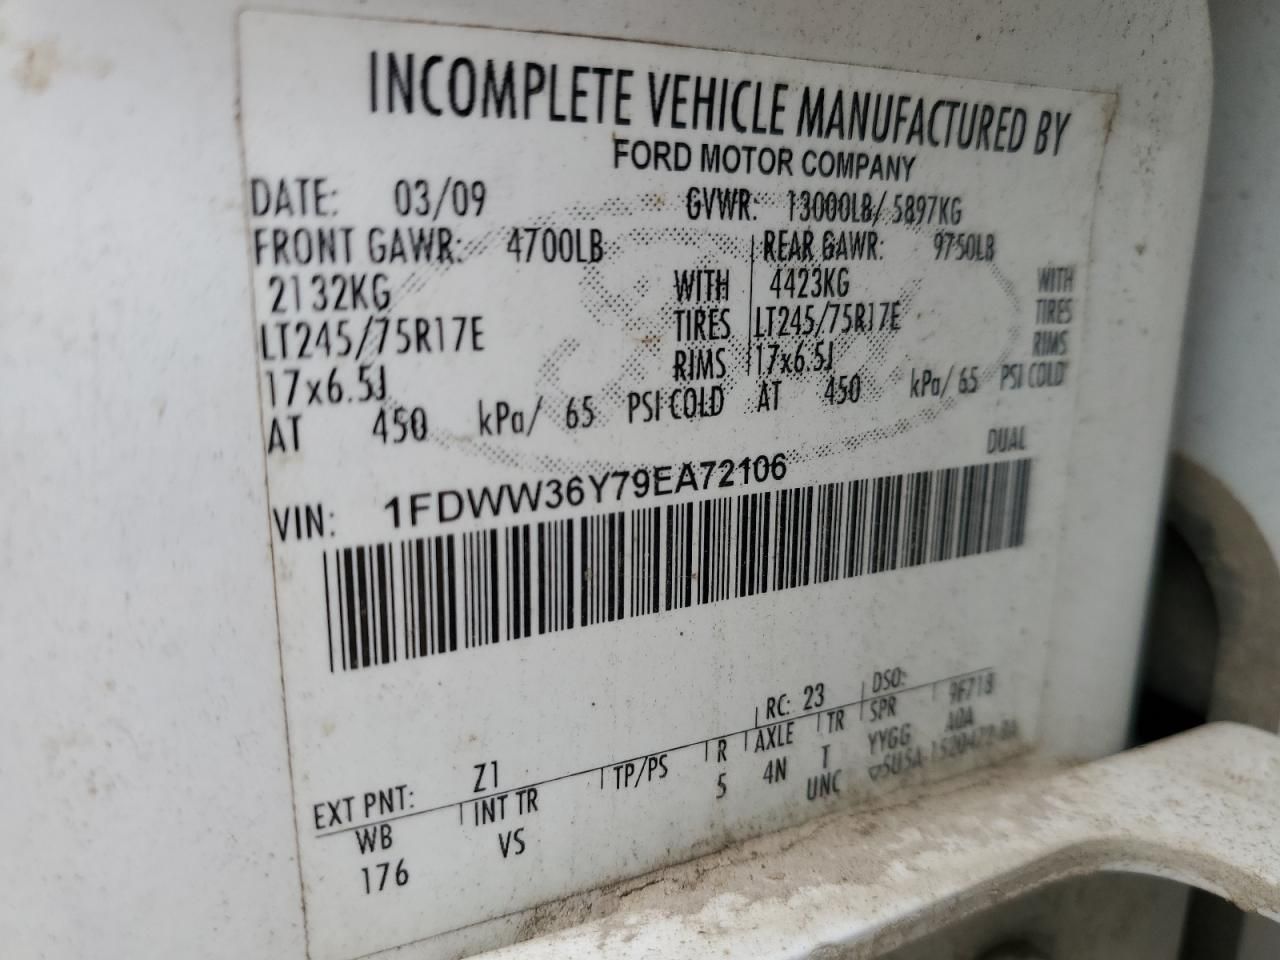 INCOMPLETE VEHICLE MANUFACTURED BY
FORD MOTOR COMPANY
DATE: 03/09 GVWR: 13000LB/ 5897KG
FRONT GAWR: 4700LB REAR GAWR: 9750LB
2132KG WITH 4423KG WITH
LT245/75R17E TIRES LT245/75R17E TIRES
17x6.5J RIMS 17x6.5J RIMS
AT 450 kPa/ 65 PSI COLD AT 450 kPa/ 65 PSI COLD
DUAL
VIN: 1FDWW36Y79EA72106
EXT PNT: Z1 RC: 23 DSO:
WB INT TR TP/PS R AXLE TR SPR 9F718
176 VS 5 4N T YYGG A0A
UNC